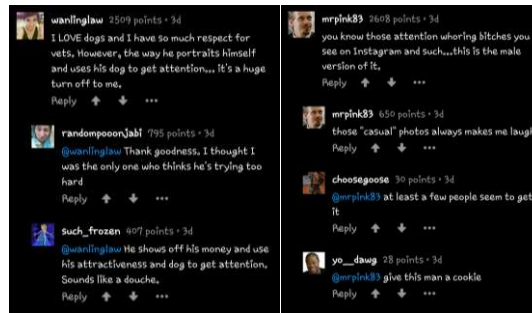 wanlinglaw 2509 points • 3d
I LOVE dogs and I have so much respect for
vets. However, the way he portraits himself
and uses his dog to get attention... it's a huge
turn off to me.
Reply
randompooonjabi 795 points • 3d
@wanlinglaw Thank goodness. I thought I
was the only one who thinks he's trying too
hard
Reply
such_frozen 407 points • 3d
@wanlinglaw He shows off his money and use
his attractiveness and dog to get attention.
Sounds like a douche.
Reply
mrpink83 2608 points • 3d
you know those attention whoring bitches you
see on Instagram and such...this is the male
version of it.
Reply
mrpink83 650 points • 3d
those "casual" photos always makes me laugh
Reply
choosegoose 30 points • 3d
@mrpink83 at least a few people seem to get
it
Reply
yo__dawg 28 points • 3d
@mrpink83 give this man a cookie
Reply